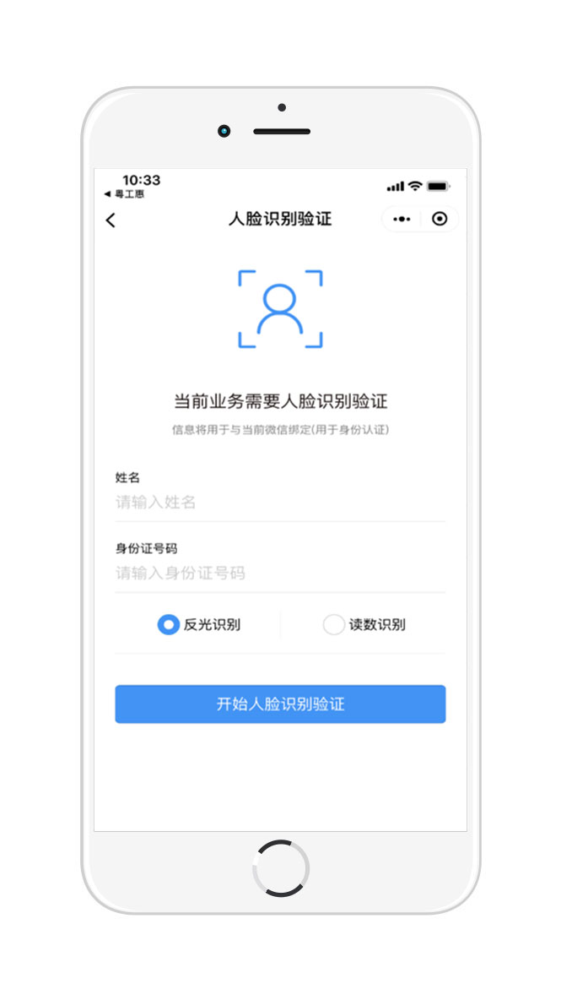 10:33
◀ 粤工惠
人脸识别验证
当前业务需要人脸识别验证
信息将用于与当前微信绑定(用于身份认证)
姓名
请输入姓名
身份证号码
请输入身份证号码
反光识别 读数识别
开始人脸识别验证